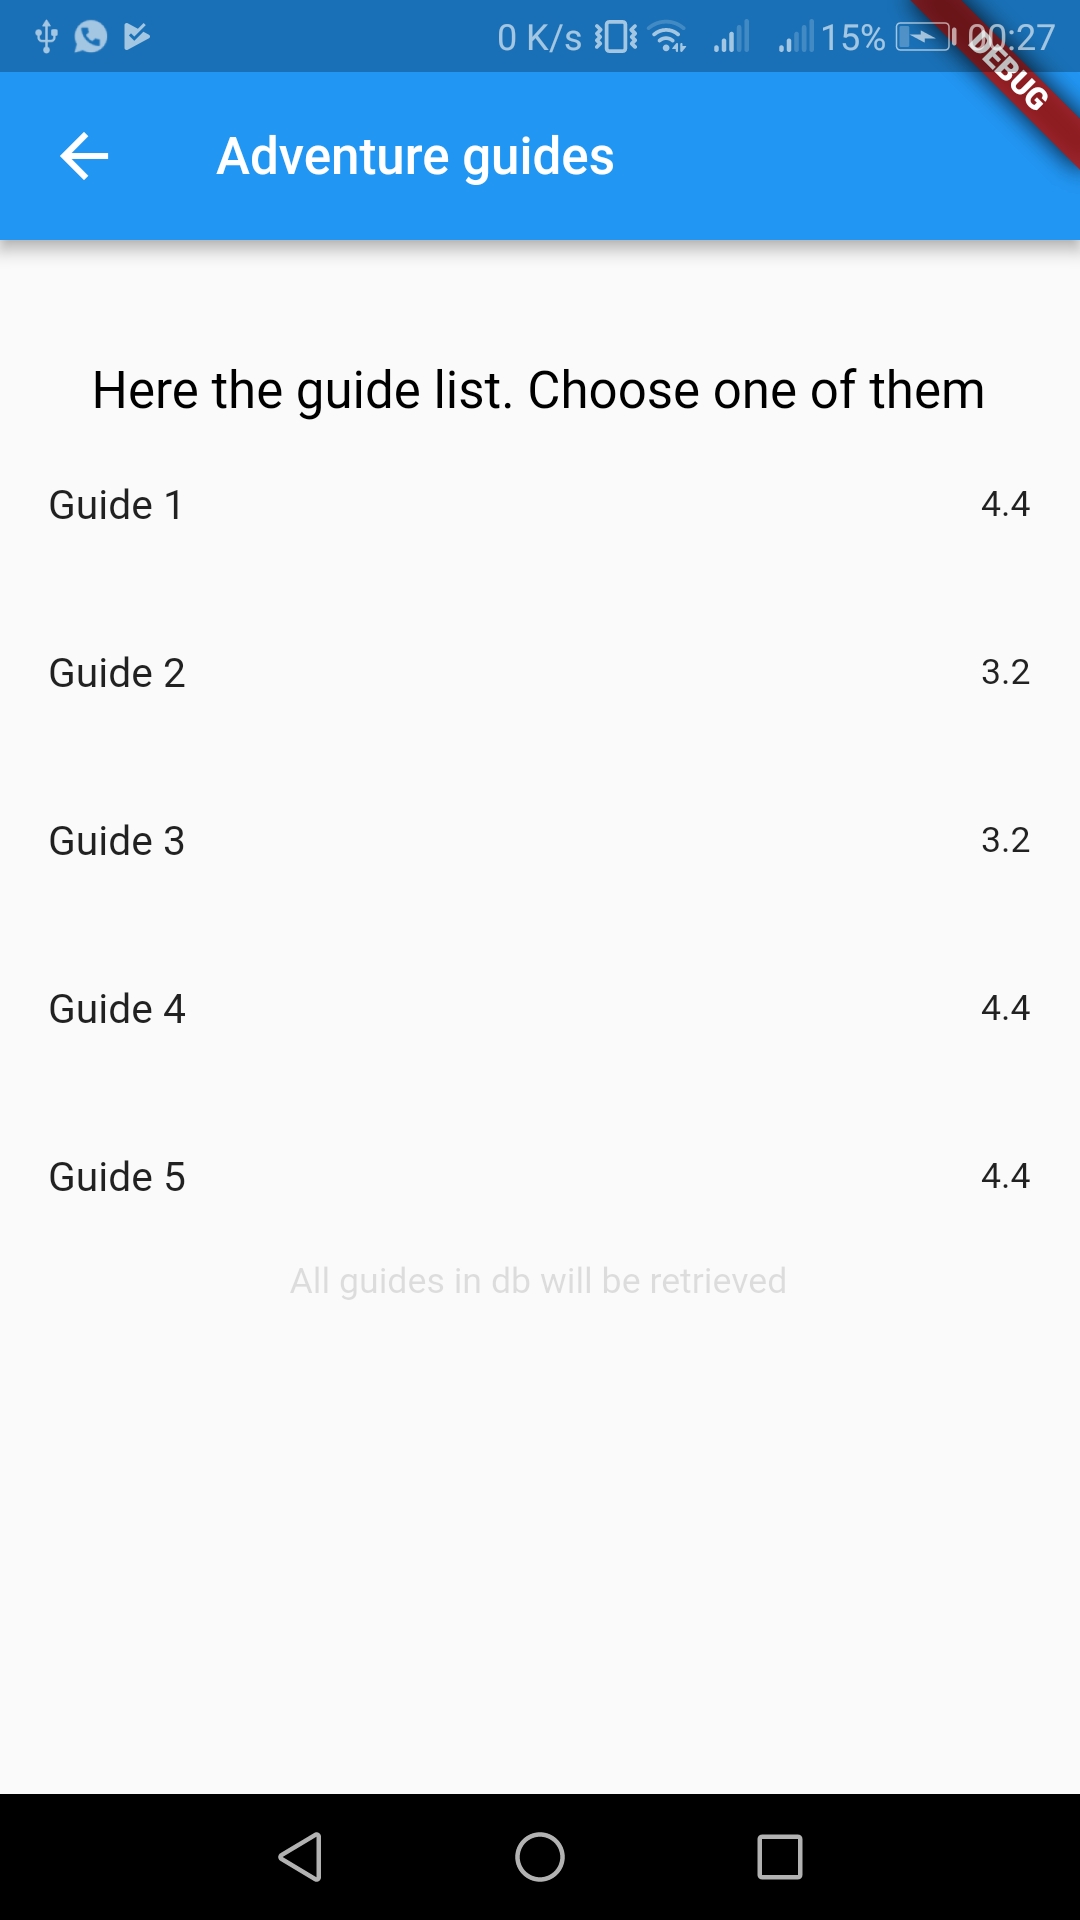 0 K/s 15% 00:27
DEBUG
Adventure guides
Here the guide list. Choose one of them
Guide 1 4.4
Guide 2 3.2
Guide 3 3.2
Guide 4 4.4
Guide 5 4.4
All guides in db will be retrieved